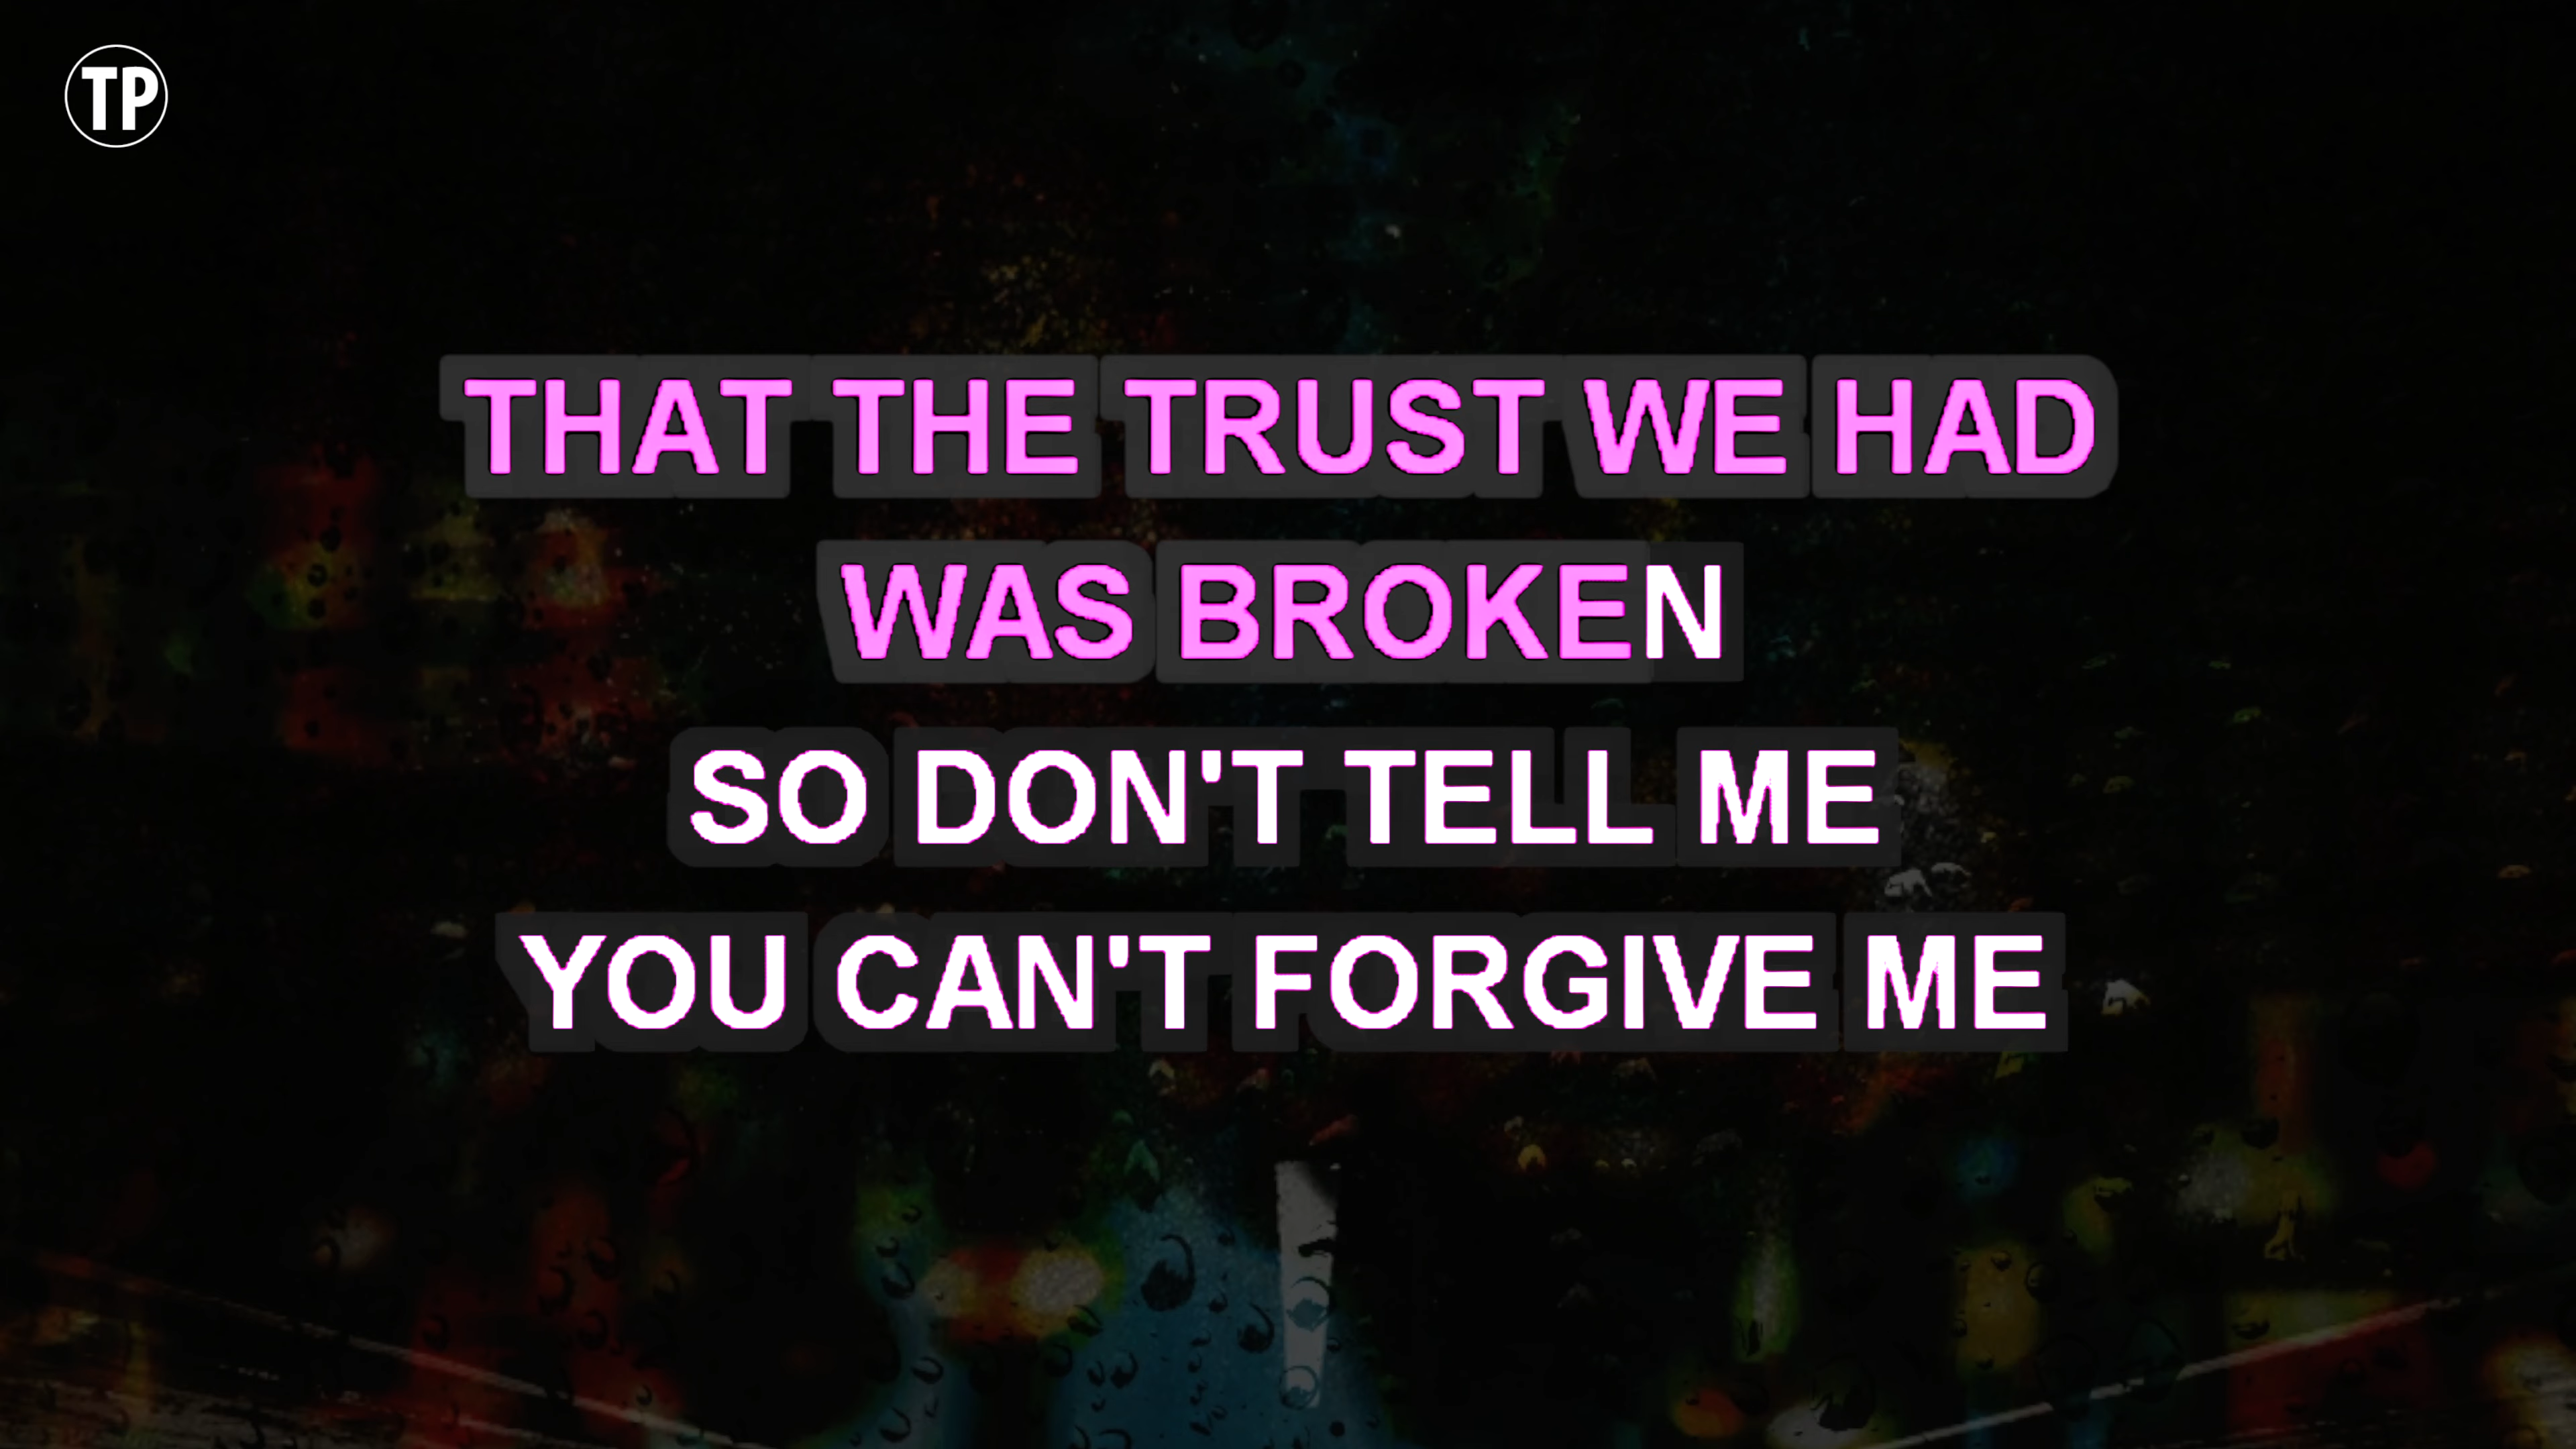 TP
THAT THE TRUST WE HAD
WAS BROKEN
SO DON'T TELL ME
YOU CAN'T FORGIVE ME